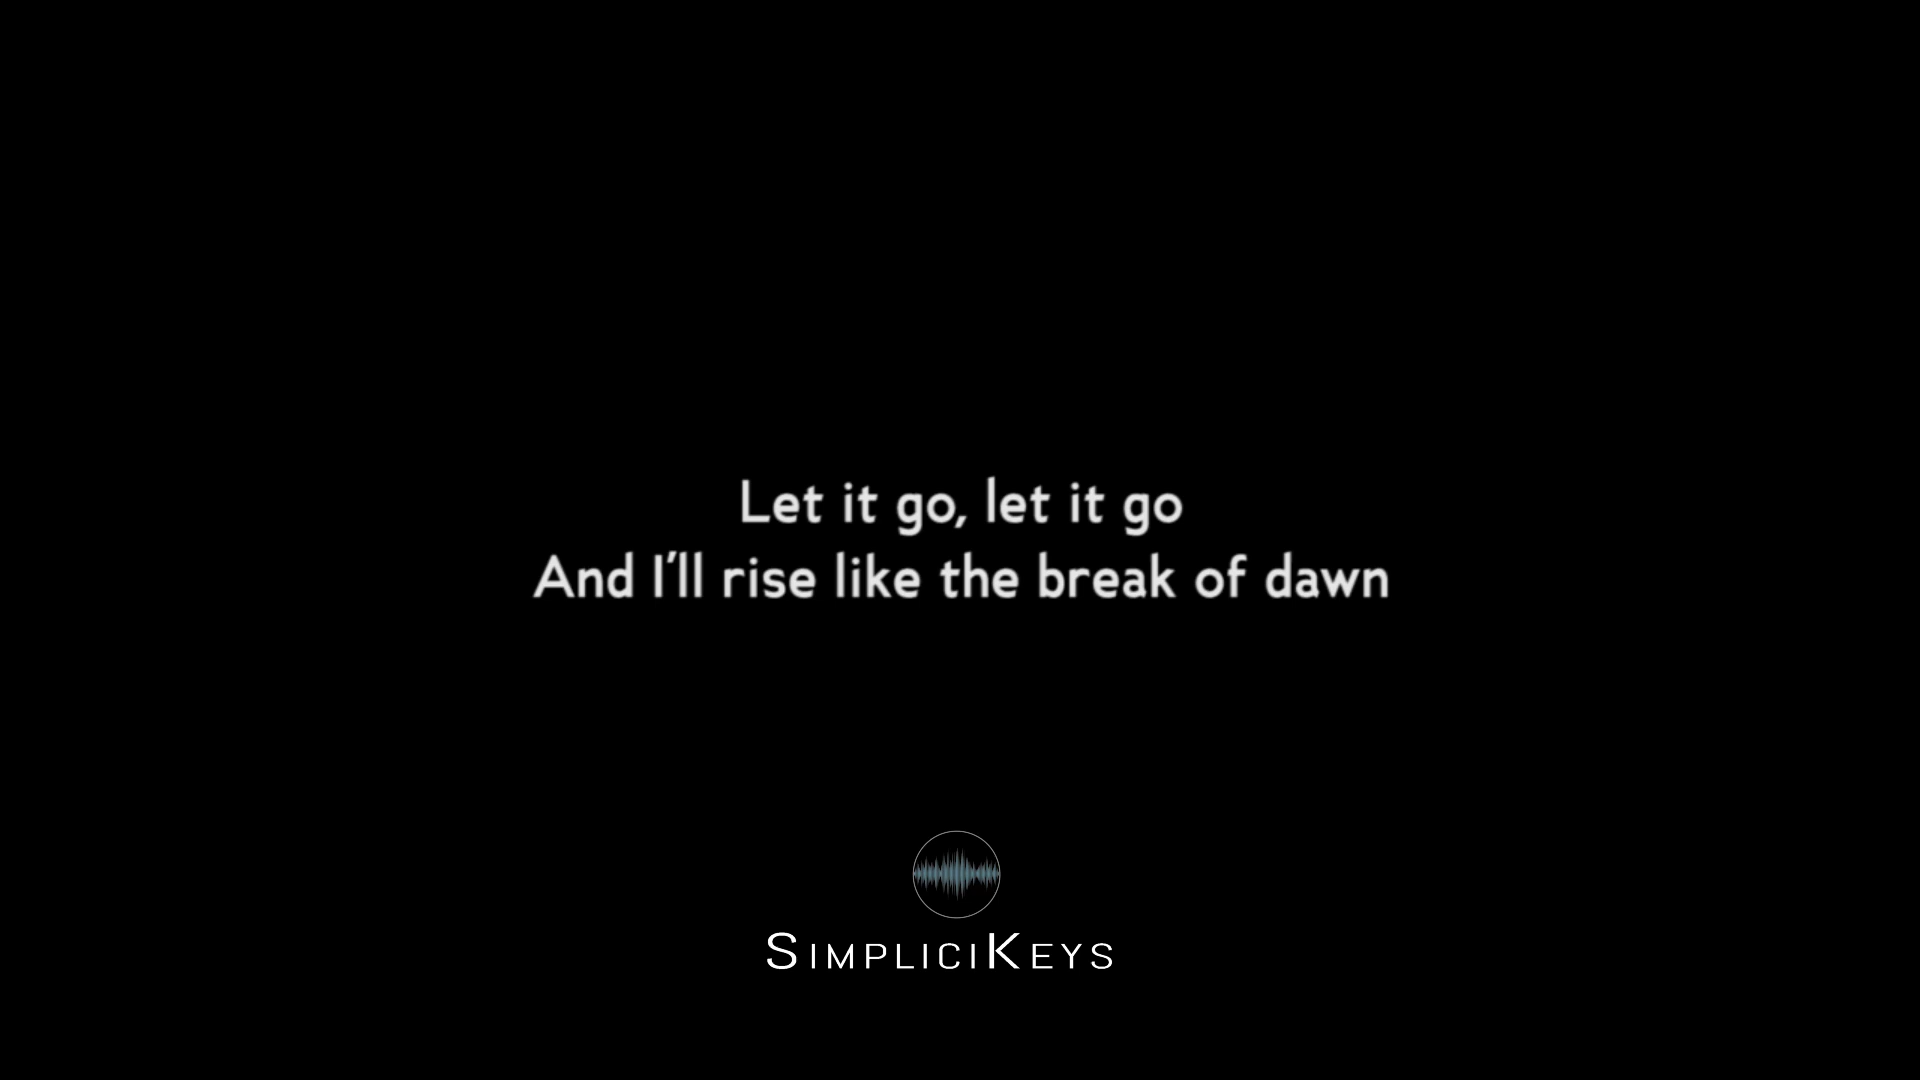 Let it go, let it go
And I'll rise like the break of dawn
SIMPLICIKEYS